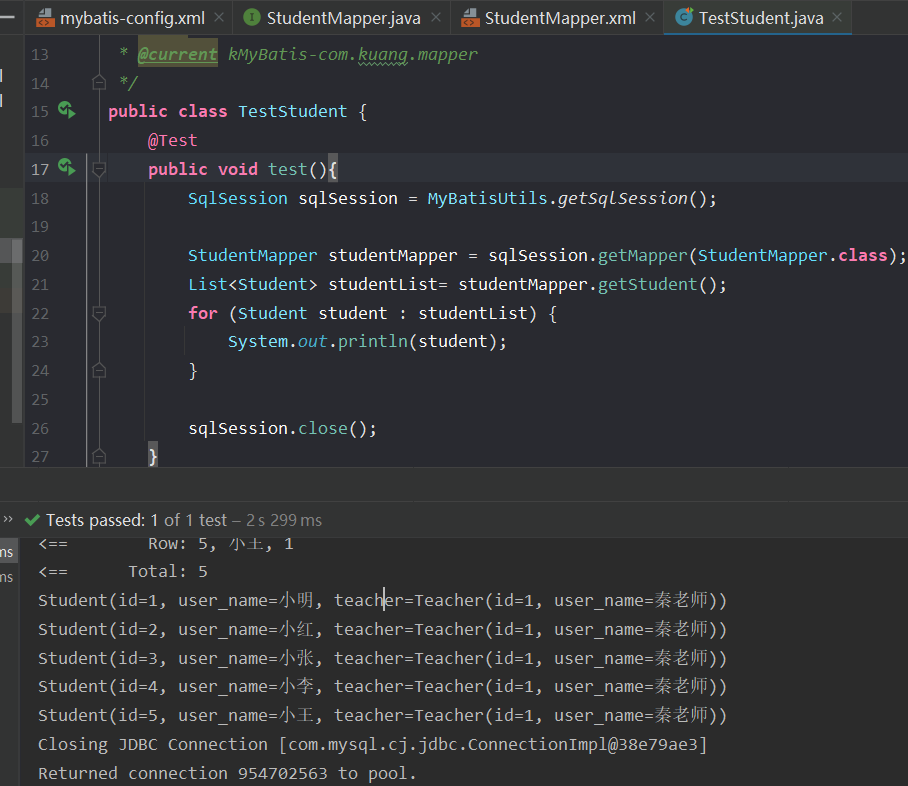 mybatis-config.xml StudentMapper.java StudentMapper.xml TestStudent.java
13 * @current kMyBatis-com.kuang.mapper
14 */
15 public class TestStudent {
16 @Test
17 public void test(){
18 SqlSession sqlSession = MyBatisUtils.getSqlSession();
19
20 StudentMapper studentMapper = sqlSession.getMapper(StudentMapper.class);
21 List<Student> studentList= studentMapper.getStudent();
22 for (Student student : studentList) {
23 System.out.println(student);
24 }
25
26 sqlSession.close();
27 }
Tests passed: 1 of 1 test – 2 s 299 ms
ms <== Row: 5, 小王, 1
ms <== Total: 5
Student(id=1, user_name=小明, teacher=Teacher(id=1, user_name=秦老师))
Student(id=2, user_name=小红, teacher=Teacher(id=1, user_name=秦老师))
Student(id=3, user_name=小张, teacher=Teacher(id=1, user_name=秦老师))
Student(id=4, user_name=小李, teacher=Teacher(id=1, user_name=秦老师))
Student(id=5, user_name=小王, teacher=Teacher(id=1, user_name=秦老师))
Closing JDBC Connection [com.mysql.cj.jdbc.ConnectionImpl@38e79ae3]
Returned connection 954702563 to pool.